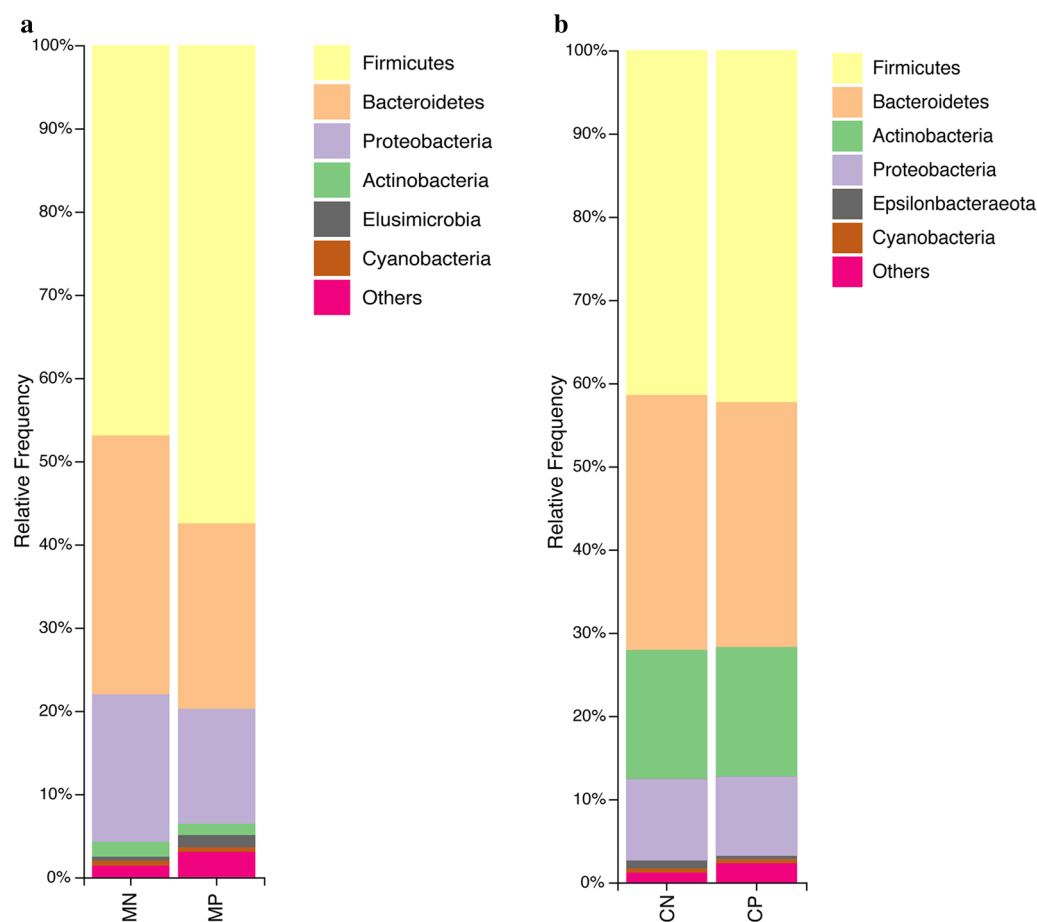 a
100%
90%
80%
70%
60%
50%
40%
30%
20%
10%
0%
Relative Frequency
MN
MP
Firmicutes
Bacteroidetes
Proteobacteria
Actinobacteria
Elusimicrobia
Cyanobacteria
Others
b
100%
90%
80%
70%
60%
50%
40%
30%
20%
10%
0%
Relative Frequency
CN
CP
Firmicutes
Bacteroidetes
Actinobacteria
Proteobacteria
Epsilonbacteraeota
Cyanobacteria
Others